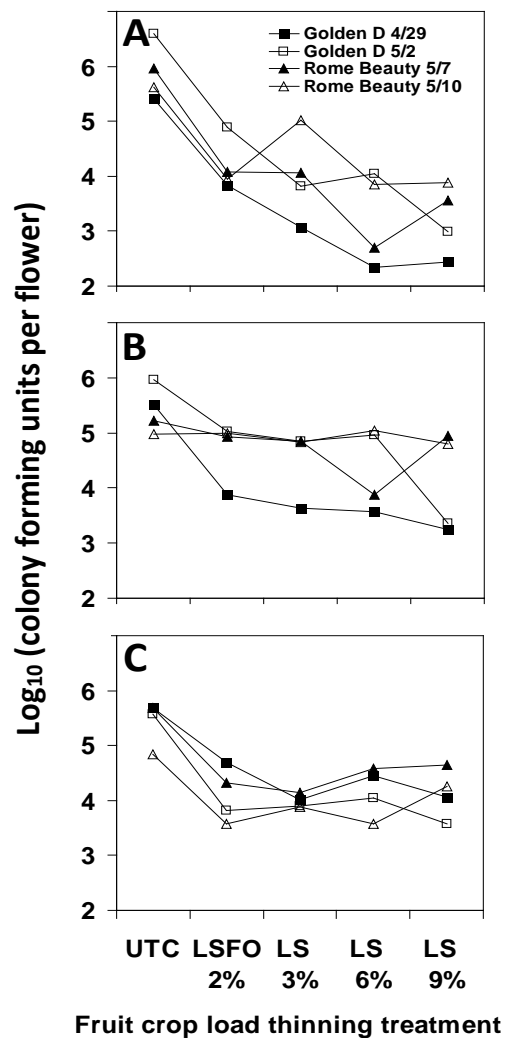 Log10 (colony forming units per flower)
A
Golden D 4/29
Golden D 5/2
Rome Beauty 5/7
Rome Beauty 5/10
6
5
4
3
2
B
6
5
4
3
2
C
6
5
4
3
2
UTC LSFO LS LS LS
2% 3% 6% 9%
Fruit crop load thinning treatment